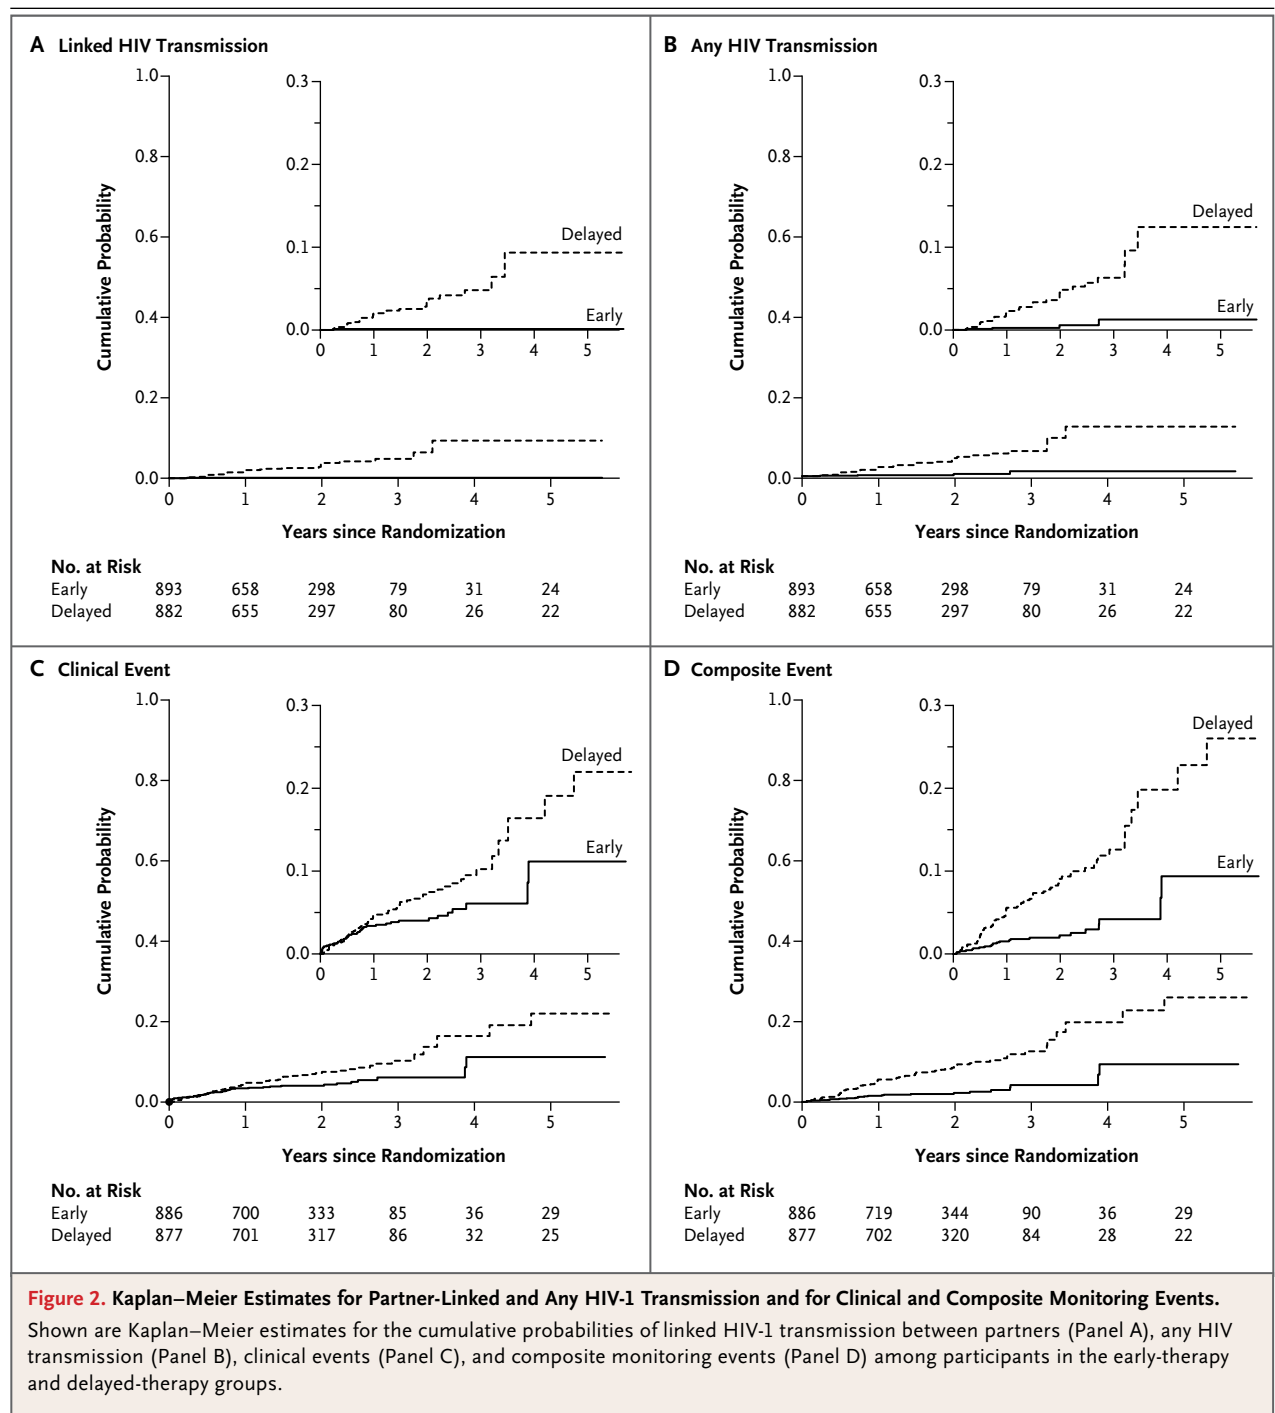 A Linked HIV Transmission
1.0
0.8
0.6
0.4
0.2
0.0
Cumulative Probability
0.3
0.2
0.1
0.0
Delayed
Early
0 1 2 3 4 5
0 1 2 3 4 5
Years since Randomization
No. at Risk
Early 893 658 298 79 31 24
Delayed 882 655 297 80 26 22
B Any HIV Transmission
1.0
0.8
0.6
0.4
0.2
0.0
Cumulative Probability
0.3
0.2
0.1
0.0
Delayed
Early
0 1 2 3 4 5
0 1 2 3 4 5
Years since Randomization
No. at Risk
Early 893 658 298 79 31 24
Delayed 882 655 297 80 26 22
C Clinical Event
1.0
0.8
0.6
0.4
0.2
0.0
Cumulative Probability
0.3
0.2
0.1
0.0
Delayed
Early
0 1 2 3 4 5
0 1 2 3 4 5
Years since Randomization
No. at Risk
Early 886 700 333 85 36 29
Delayed 877 701 317 86 32 25
D Composite Event
1.0
0.8
0.6
0.4
0.2
0.0
Cumulative Probability
0.3
0.2
0.1
0.0
Delayed
Early
0 1 2 3 4 5
0 1 2 3 4 5
Years since Randomization
No. at Risk
Early 886 719 344 90 36 29
Delayed 877 702 320 84 28 22
Figure 2. Kaplan–Meier Estimates for Partner-Linked and Any HIV-1 Transmission and for Clinical and Composite Monitoring Events.
Shown are Kaplan–Meier estimates for the cumulative probabilities of linked HIV-1 transmission between partners (Panel A), any HIV
transmission (Panel B), clinical events (Panel C), and composite monitoring events (Panel D) among participants in the early-therapy
and delayed-therapy groups.